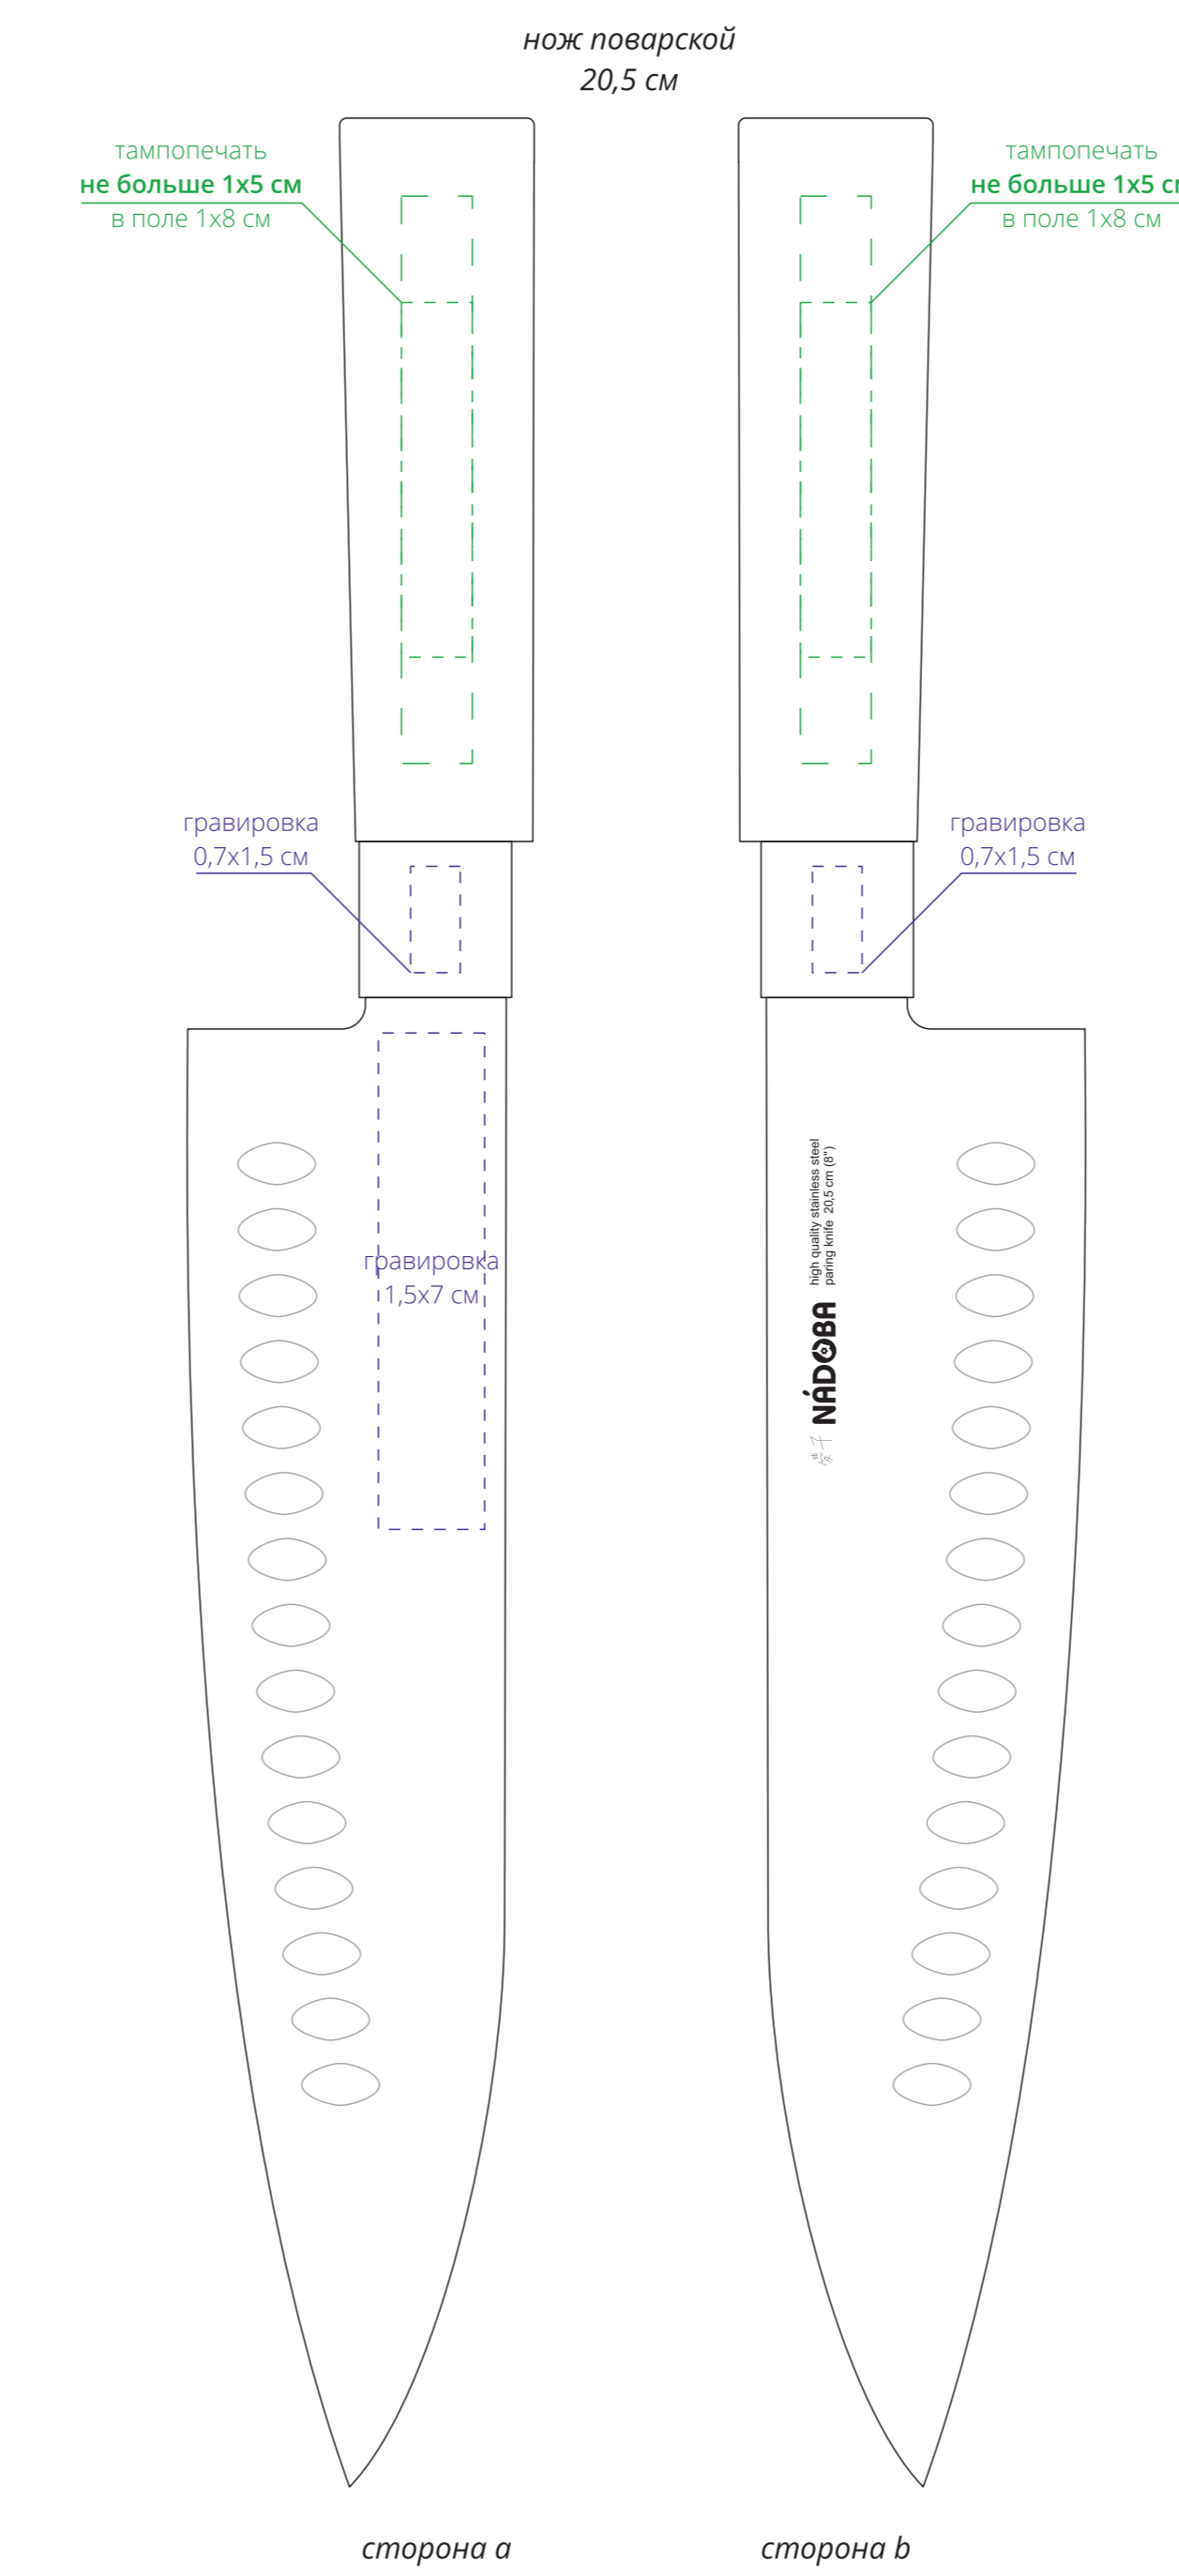 нож поварской
20,5 см
тампопечать
не больше 1х5 см
в поле 1х8 см
тампопечать
не больше 1х5 см
в поле 1х8 см
гравировка
0,7х1,5 см
гравировка
0,7х1,5 см
гравировка
1,5х7 см
high quality stainless steel
paring knife 20,5 cm (8")
NÁDOBA
сторона a
сторона b